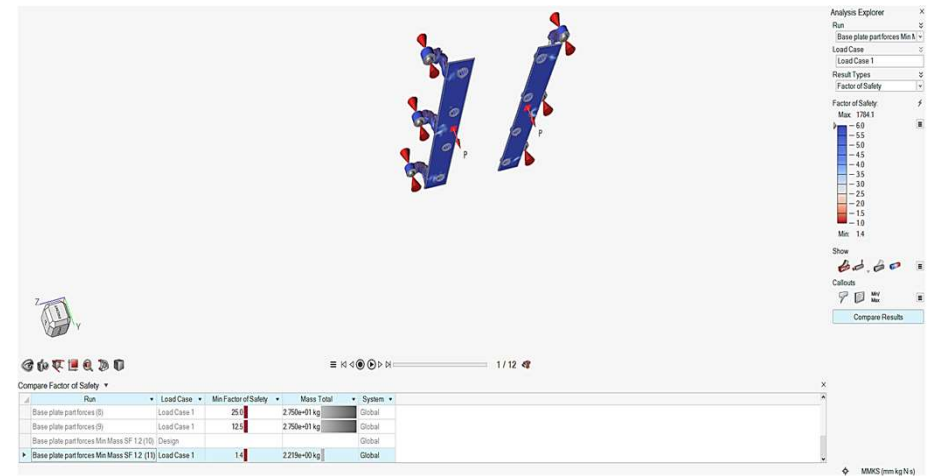 Analysis Explorer ×
Run
Base plate part forces Min M
Load Case
Load Case 1
Result Types
Factor of Safety
Factor of Safety:
Max: 1784.1
6.0
5.5
5.0
4.5
4.0
3.5
3.0
2.5
2.0
1.5
1.0
Min: 1.4
Show
Callouts
Min/
Max
Compare Results
P
P
Z
Y
1 / 12
Compare Factor of Safety ×
Run Load Case Min Factor of Safety Mass Total System
Base plate part forces (8) Load Case 1 25.0 2.750e+01 kg Global
Base plate part forces (9) Load Case 1 12.5 2.750e+01 kg Global
Base plate part forces Min Mass SF 1.2 (10) Design Global
Base plate part forces Min Mass SF 1.2 (11) Load Case 1 1.4 2.219e+00 kg Global
MMKS (mm kg N s)